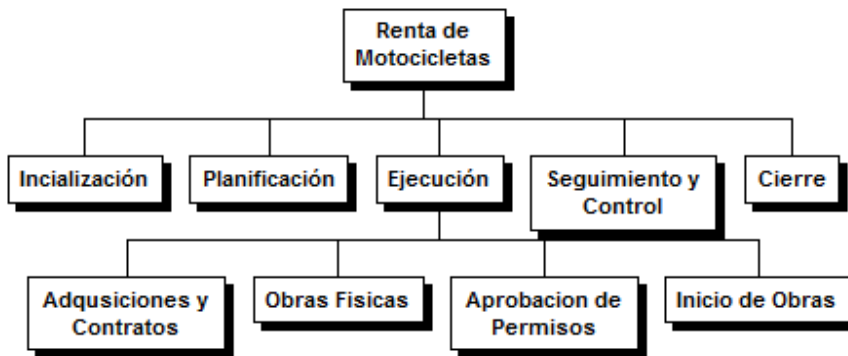 Renta de
Motocicletas
Incialización
Planificación
Ejecución
Seguimiento y
Control
Cierre
Adqusiciones y
Contratos
Obras Fisicas
Aprobacion de
Permisos
Inicio de Obras